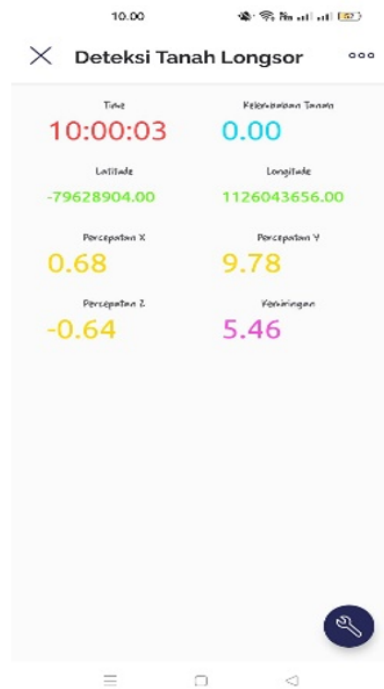 10.00
Deteksi Tanah Longsor
Time Kelembaban Tanah
10:00:03 0.00
Latitude Longitude
-79628904.00 1126043656.00
Percepatan X Percepatan Y
0.68 9.78
Percepatan Z Kemiringan
-0.64 5.46